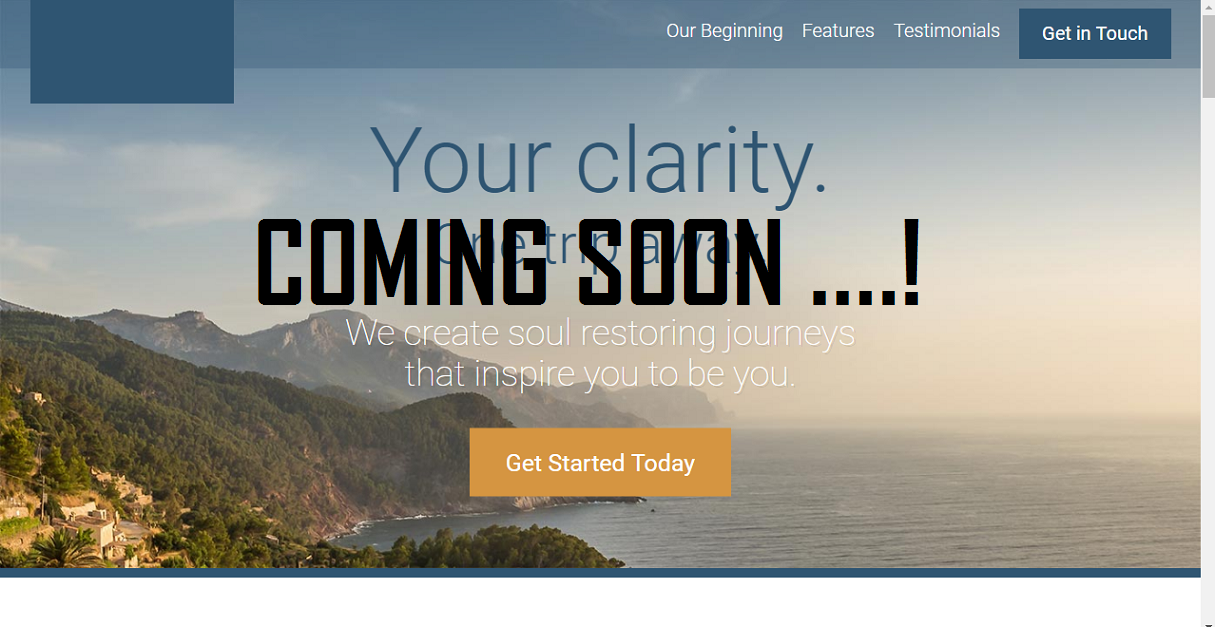 Our Beginning Features Testimonials Get in Touch
Your clarity.
One trip away.
COMING SOON ....!
We create soul restoring journeys
that inspire you to be you.
Get Started Today